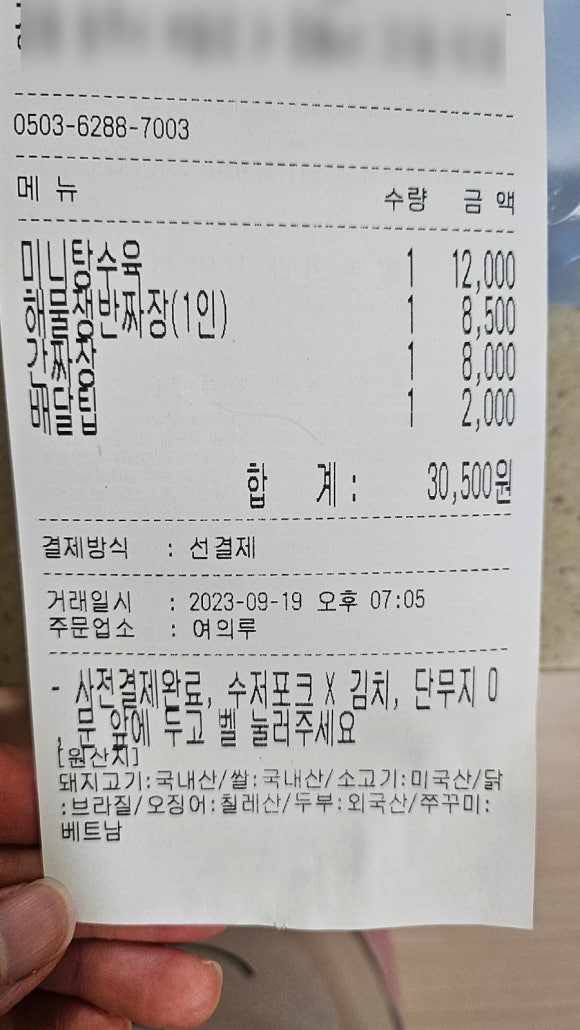 0503-6288-7003
메 뉴 수량 금 액
미니탕수육 1 12,000
해물쟁반짜장(1인) 1 8,500
간짜장 1 8,000
배달팁 1 2,000
합 계 : 30,500원
결제방식 : 선결제
거래일시 : 2023-09-19 오후 07:05
주문업소 : 여의루
- 사전결제완료, 수저포크 X 김치, 단무지 O
, 문 앞에 두고 벨 눌러주세요
[원산지]
돼지고기:국내산/쌀:국내산/소고기:미국산/닭
:브라질/오징어:칠레산/두부:외국산/쭈꾸미:
베트남